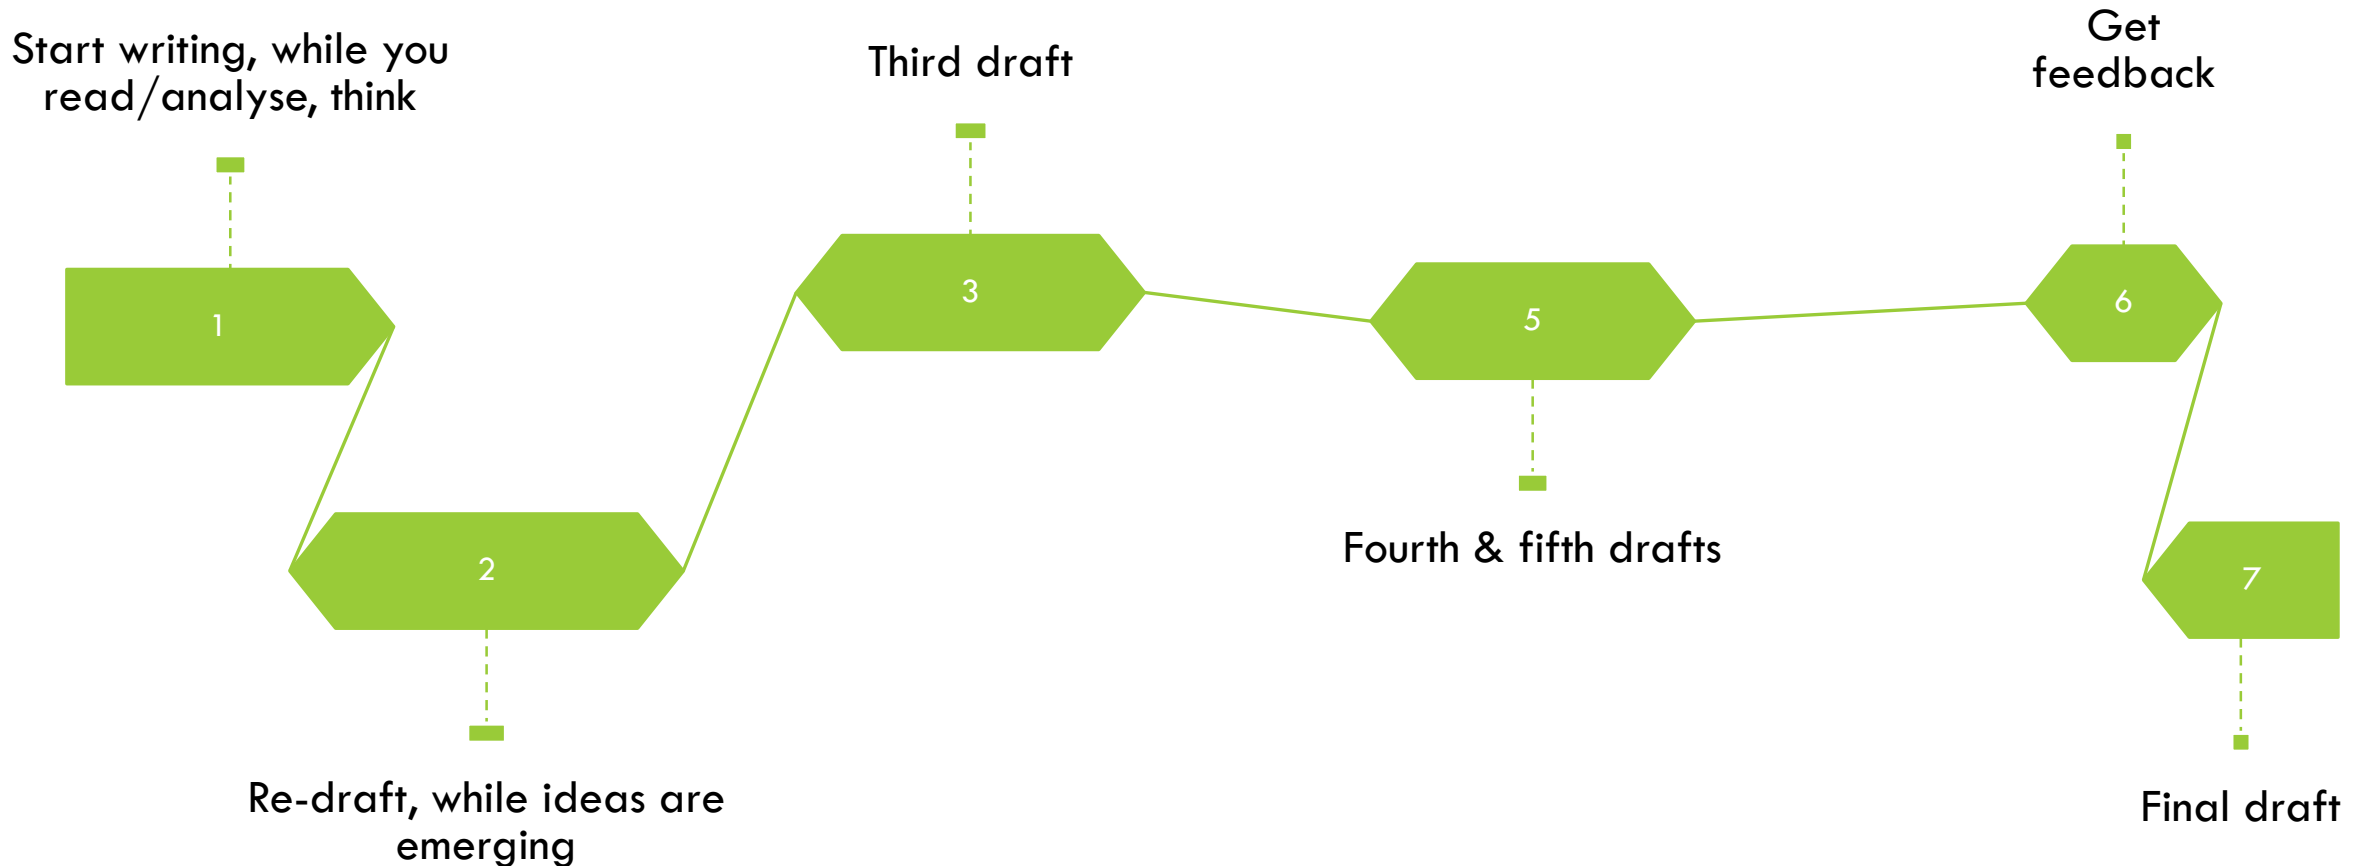 Start writing, while you
read/analyse, think
1
2
Re-draft, while ideas are
emerging
Third draft
3
5
Fourth & fifth drafts
Get
feedback
6
7
Final draft